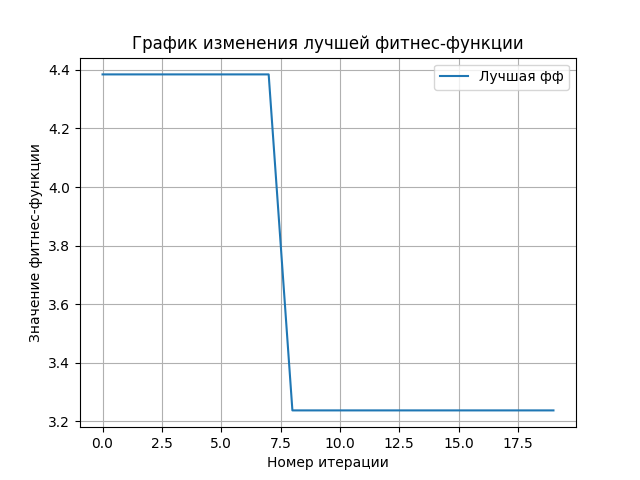 График изменения лучшей фитнес-функции
Лучшая фф
Значение фитнес-функции
4.4
4.2
4.0
3.8
3.6
3.4
3.2
0.0 2.5 5.0 7.5 10.0 12.5 15.0 17.5
Номер итерации